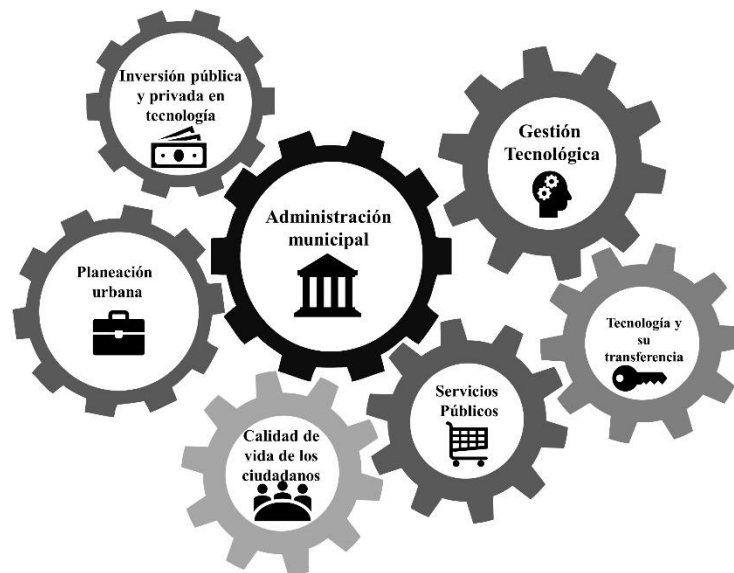 Inversión pública
y privada en
tecnología
Gestión
Tecnológica
Administración
municipal
Planeación
urbana
Tecnología y
su
transferencia
Servicios
Públicos
Calidad de
vida de los
ciudadanos